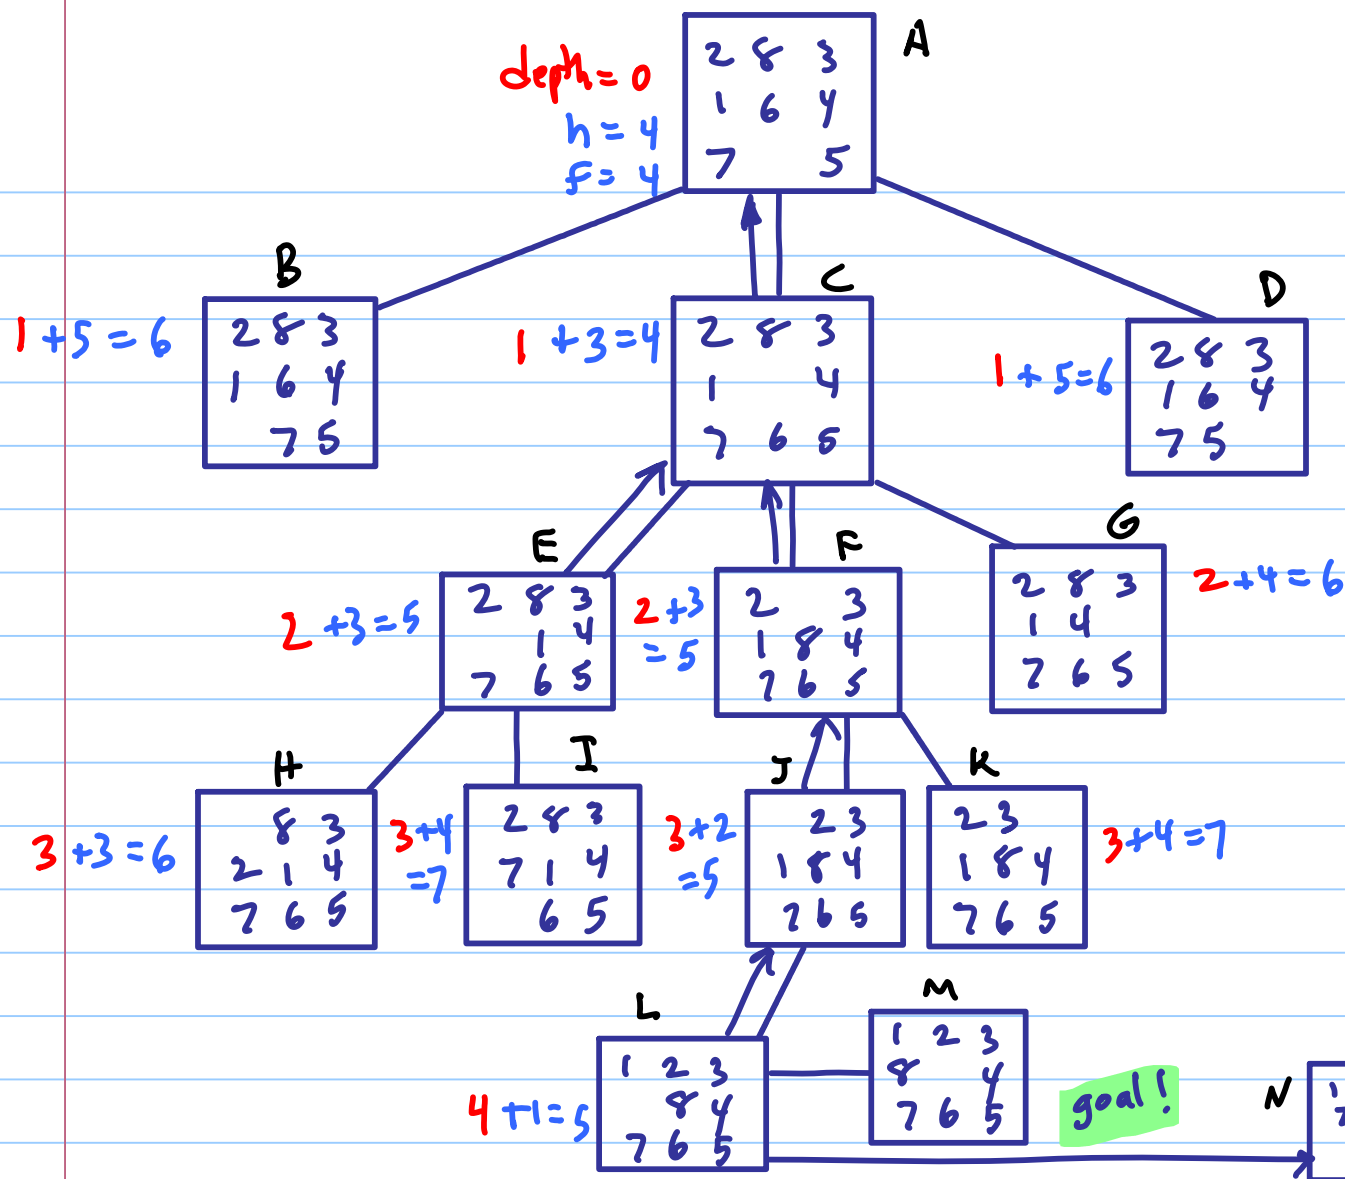 A
depth = 0
h = 4
f = 4
2 8 3
1 6 4
7 5
B
1 + 5 = 6
2 8 3
1 6 4
7 5
C
1 + 3 = 4
2 8 3
1 4
7 6 5
D
1 + 5 = 6
2 8 3
1 6 4
7 5
E
2 + 3 = 5
2 8 3
1 4
7 6 5
F
2 + 3
= 5
2 3
1 8 4
7 6 5
G
2 + 4 = 6
2 8 3
1 4
7 6 5
H
3 + 3 = 6
8 3
2 1 4
7 6 5
I
3 + 4
= 7
2 8 3
7 1 4
6 5
J
3 + 2
= 5
2 3
1 8 4
7 6 5
K
3 + 4 = 7
2 3
1 8 4
7 6 5
L
4 + 1 = 5
1 2 3
8 4
7 6 5
M
1 2 3
8 4
7 6 5
goal!
N
1
7